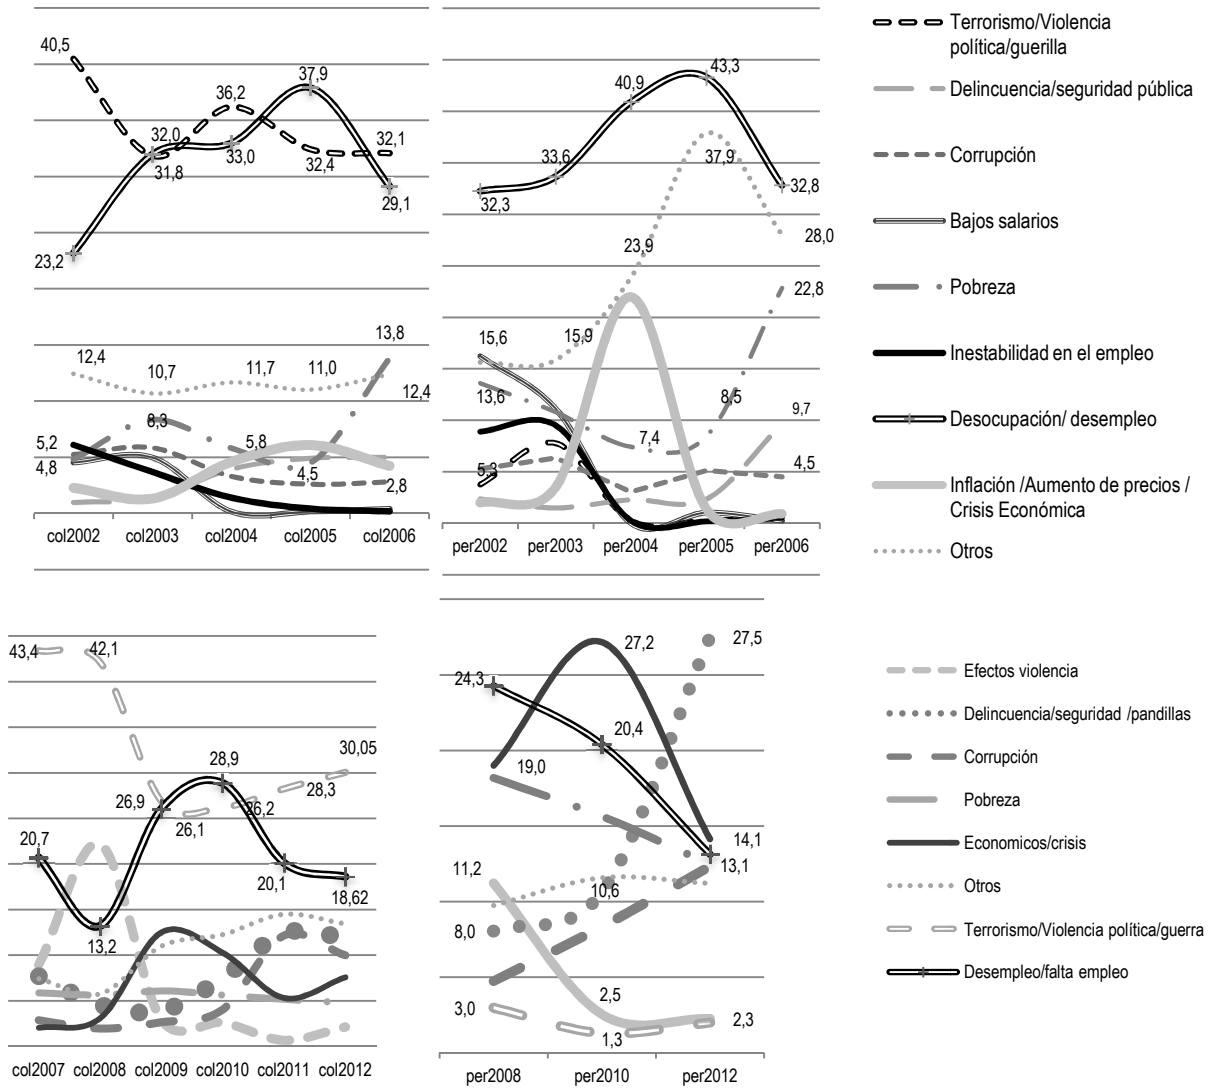 40,5
32,0
31,8
36,2
33,0
37,9
32,4
32,1
29,1
23,2
12,4
10,7
11,7
11,0
13,8
12,4
8,3
5,2
4,8
5,8
4,5
2,8
col2002 col2003 col2004 col2005 col2006
32,3
33,6
40,9
43,3
37,9
32,8
28,0
23,9
22,8
15,6
15,9
13,6
5,3
7,4
8,5
9,7
4,5
per2002 per2003 per2004 per2005 per2006
Terrorismo/Violencia
política/guerilla
Delincuencia/seguridad pública
Corrupción
Bajos salarios
Pobreza
Inestabilidad en el empleo
Desocupación/ desempleo
Inflación /Aumento de precios /
Crisis Económica
Otros
43,4
42,1
30,05
28,9
28,3
26,9
26,2
26,1
20,7
20,1
18,62
13,2
col2007 col2008 col2009 col2010 col2011 col2012
27,2
27,5
24,3
20,4
19,0
14,1
13,1
11,2
10,6
8,0
3,0
2,5
1,3
2,3
per2008 per2010 per2012
Efectos violencia
Delincuencia/seguridad /pandillas
Corrupción
Pobreza
Economicos/crisis
Otros
Terrorismo/Violencia política/guerra
Desempleo/falta empleo